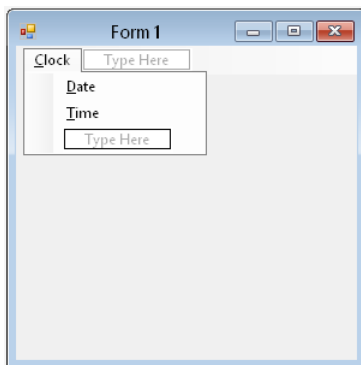 Form 1
Clock Type Here
Date
Time
Type Here